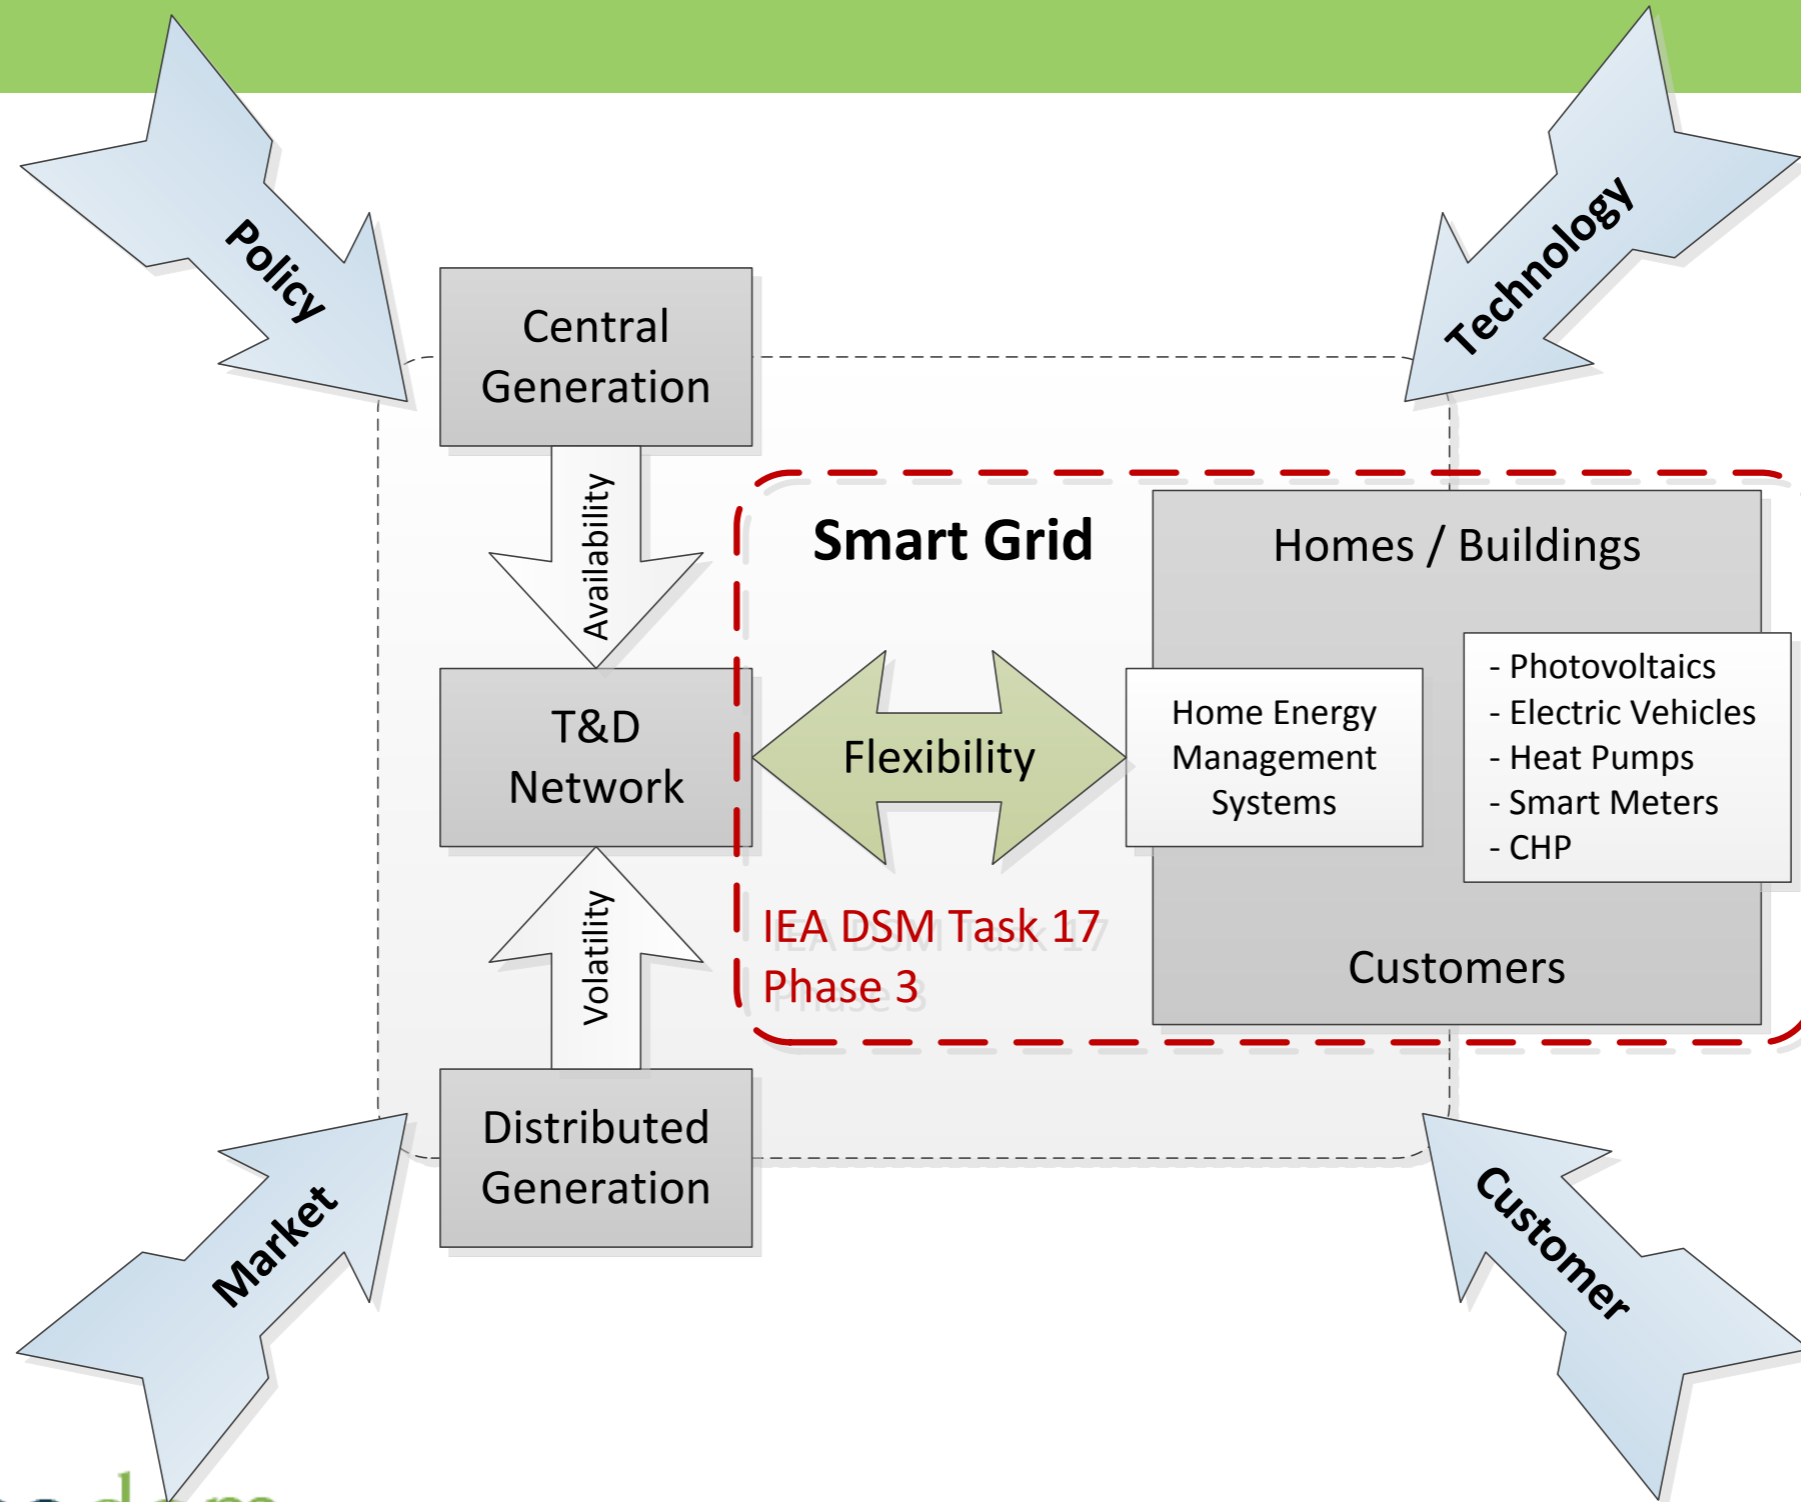 Policy
Technology
Central
Generation
Availability
Smart Grid
Homes / Buildings
T&D
Network
Flexibility
Home Energy
Management
Systems
- Photovoltaics
- Electric Vehicles
- Heat Pumps
- Smart Meters
- CHP
IEA DSM Task 17
Phase 3
Customers
Volatility
Distributed
Generation
Market
Customer